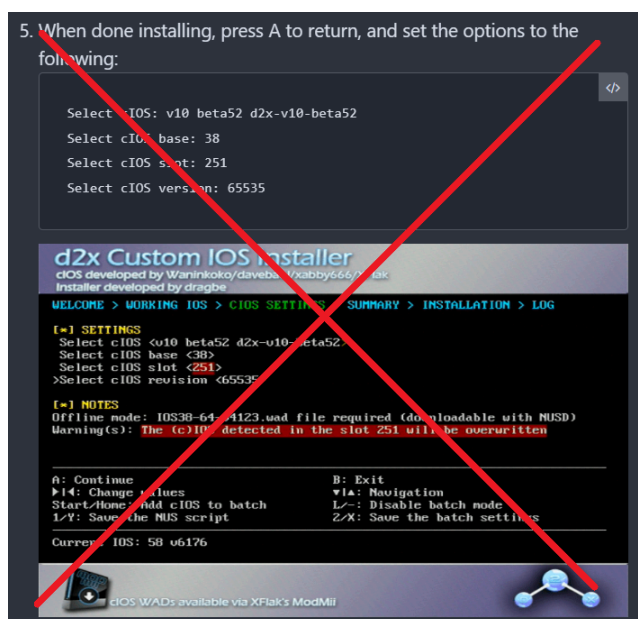 5. When done installing, press A to return, and set the options to the
following:
</>
Select cIOS: v10 beta52 d2x-v10-beta52
Select cIOS base: 38
Select cIOS slot: 251
Select cIOS version: 65535
d2x Custom IOS Installer
cIOS developed by Waninkoko/davebaol/xabby666/XFlak
Installer developed by dragbe
WELCOME > WORKING IOS > CIOS SETTINGS > SUMMARY > INSTALLATION > LOG
[*] SETTINGS
Select cIOS <v10 beta52 d2x-v10-beta52>
Select cIOS base <38>
Select cIOS slot <251>
>Select cIOS revision <65535>
[*] NOTES
Offline mode: IOS38-64-v4123.wad file required (downloadable with NUSD)
Warning(s): The (c)IOS detected in the slot 251 will be overwritten
A: Continue
B: Exit
►|◄: Change values
▼|▲: Navigation
Start/Home: Add cIOS to batch
L/-: Disable batch mode
1/Y: Save the NUS script
2/X: Save the batch settings
Current IOS: 58 v6176
cIOS WADs available via XFlak's ModMii